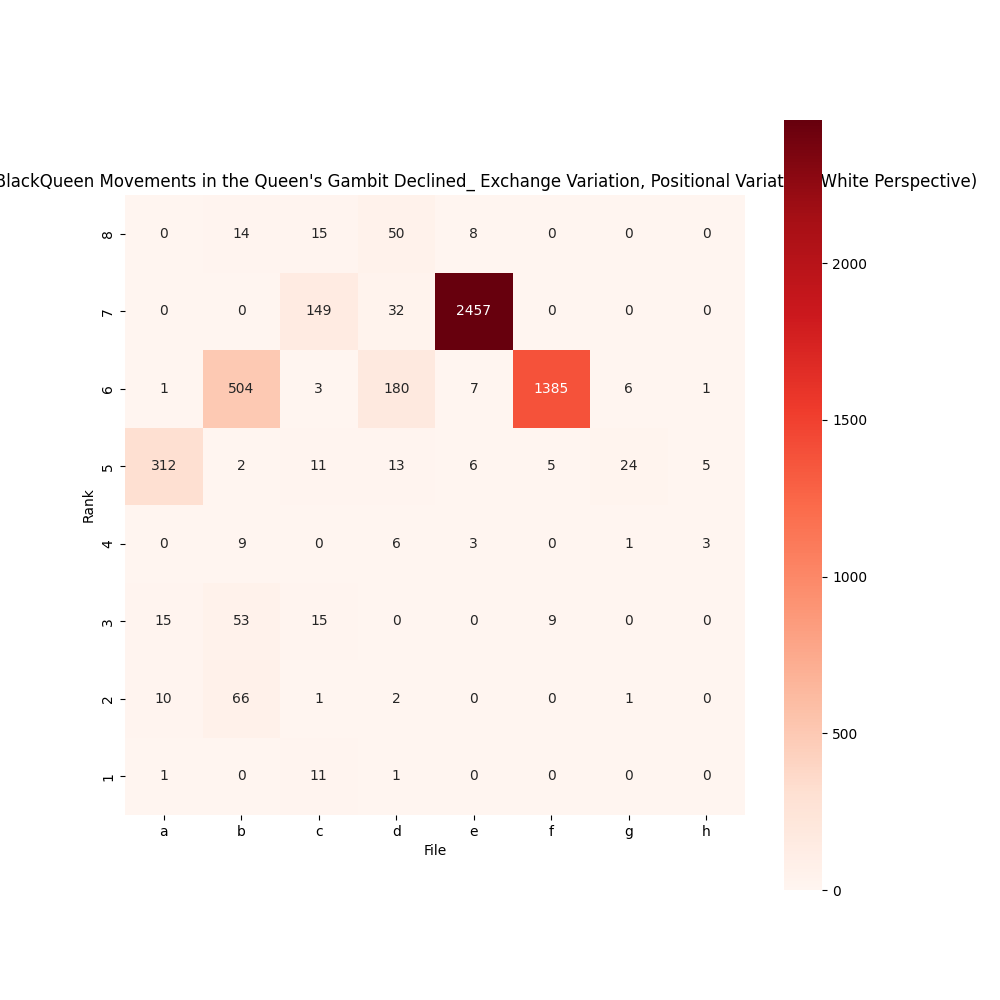 BlackQueen Movements in the Queen's Gambit Declined_ Exchange Variation, Positional Variat White Perspective)
8 0 14 15 50 8 0 0 0
7 0 0 149 32 2457 0 0 0
6 1 504 3 180 7 1385 6 1
5 312 2 11 13 6 5 24 5
4 0 9 0 6 3 0 1 3
3 15 53 15 0 0 9 0 0
2 10 66 1 2 0 0 1 0
1 1 0 11 1 0 0 0 0
a b c d e f g h
File
Rank
2000
1500
1000
500
0